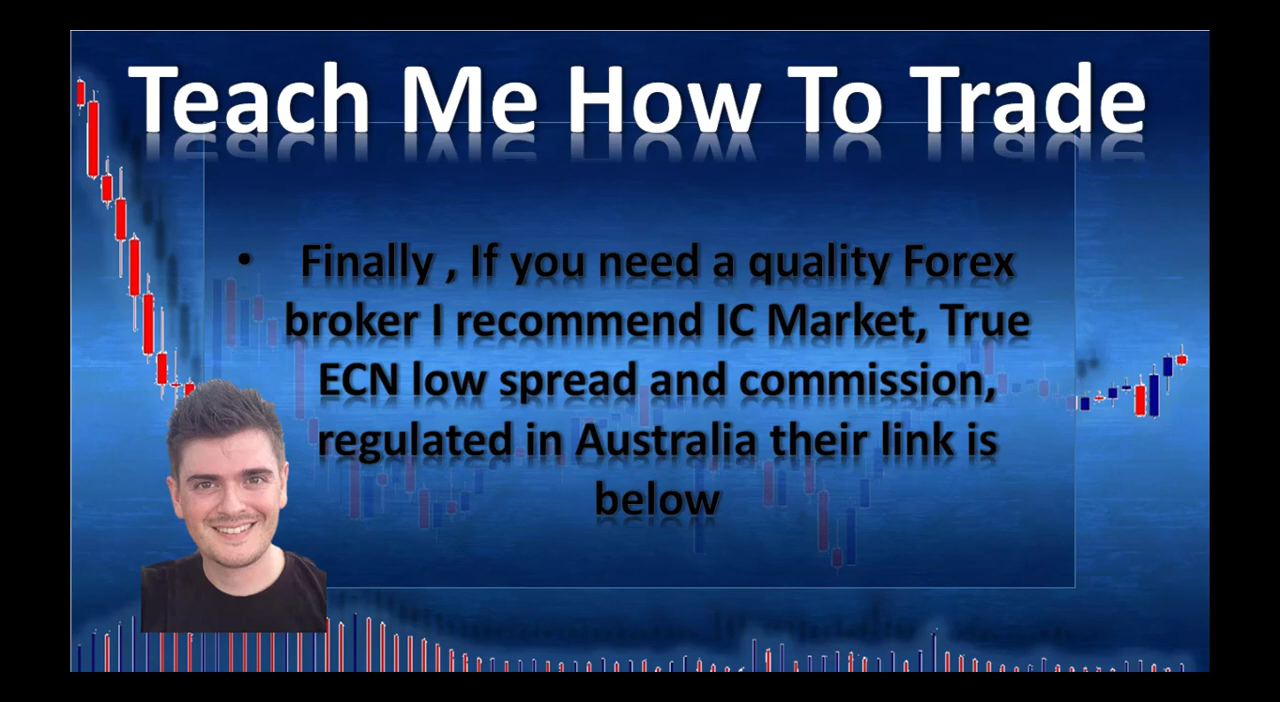 Teach Me How To Trade
• Finally , If you need a quality Forex
broker I recommend IC Market, True
ECN low spread and commission,
regulated in Australia their link is
below